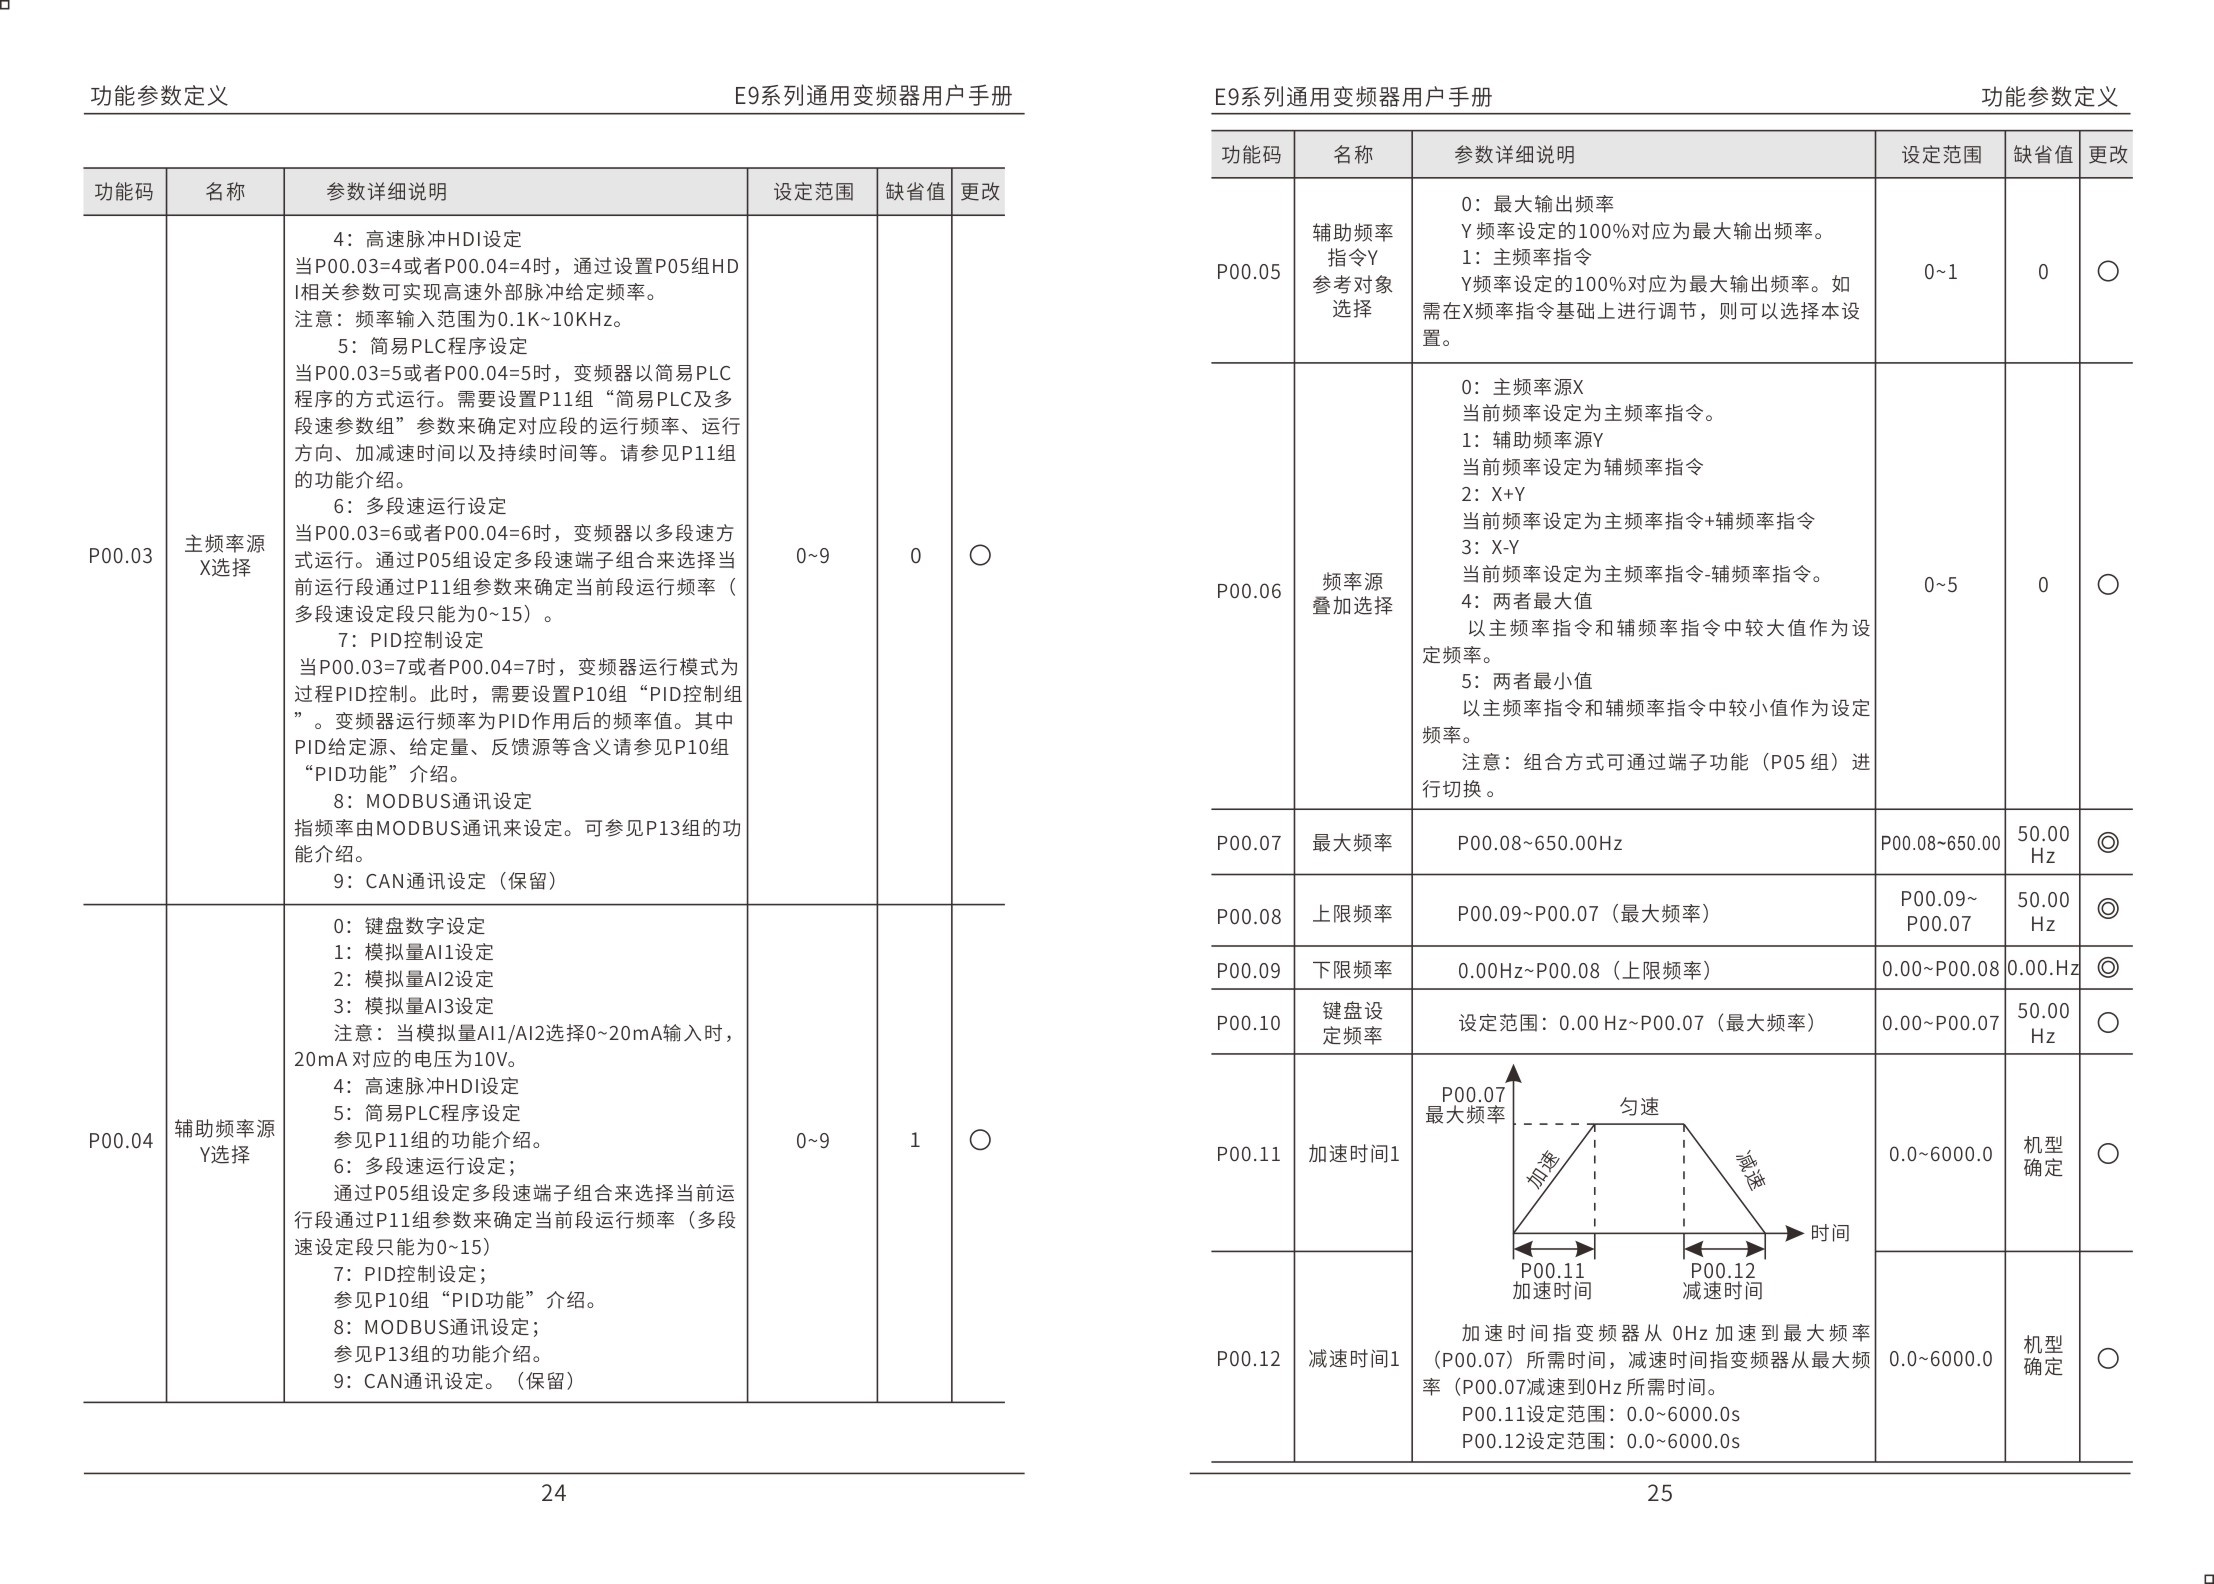 功能参数定义
E9系列通用变频器用户手册
功能码 名称 参数详细说明 设定范围 缺省值 更改
P00.03
主频率源
X选择
4：高速脉冲HDI设定
当P00.03=4或者P00.04=4时，通过设置P05组HD
I相关参数可实现高速外部脉冲给定频率。
注意：频率输入范围为0.1K~10KHz。
5：简易PLC程序设定
当P00.03=5或者P00.04=5时，变频器以简易PLC
程序的方式运行。需要设置P11组“简易PLC及多
段速参数组”参数来确定对应段的运行频率、运行
方向、加减速时间以及持续时间等。请参见P11组
的功能介绍。
6：多段速运行设定
当P00.03=6或者P00.04=6时，变频器以多段速方
式运行。通过P05组设定多段速端子组合来选择当
前运行段通过P11组参数来确定当前段运行频率（
多段速设定段只能为0~15）。
7：PID控制设定
当P00.03=7或者P00.04=7时，变频器运行模式为
过程PID控制。此时，需要设置P10组“PID控制组
”。变频器运行频率为PID作用后的频率值。其中
PID给定源、给定量、反馈源等含义请参见P10组
“PID功能”介绍。
8：MODBUS通讯设定
指频率由MODBUS通讯来设定。可参见P13组的功
能介绍。
9：CAN通讯设定（保留）
0~9
0
○
P00.04
辅助频率源
Y选择
0：键盘数字设定
1：模拟量AI1设定
2：模拟量AI2设定
3：模拟量AI3设定
注意：当模拟量AI1/AI2选择0~20mA输入时，
20mA 对应的电压为10V。
4：高速脉冲HDI设定
5：简易PLC程序设定
参见P11组的功能介绍。
6：多段速运行设定；
通过P05组设定多段速端子组合来选择当前运
行段通过P11组参数来确定当前段运行频率（多段
速设定段只能为0~15）
7：PID控制设定；
参见P10组“PID功能”介绍。
8：MODBUS通讯设定；
参见P13组的功能介绍。
9：CAN通讯设定。（保留）
0~9
1
○
24
E9系列通用变频器用户手册
功能参数定义
功能码 名称 参数详细说明 设定范围 缺省值 更改
P00.05
辅助频率
指令Y
参考对象
选择
0：最大输出频率
Y 频率设定的100%对应为最大输出频率。
1：主频率指令
Y频率设定的100%对应为最大输出频率。如
需在X频率指令基础上进行调节，则可以选择本设
置。
0~1
0
○
P00.06
频率源
叠加选择
0：主频率源X
当前频率设定为主频率指令。
1：辅助频率源Y
当前频率设定为辅频率指令
2：X+Y
当前频率设定为主频率指令+辅频率指令
3：X-Y
当前频率设定为主频率指令-辅频率指令。
4：两者最大值
以主频率指令和辅频率指令中较大值作为设
定频率。
5：两者最小值
以主频率指令和辅频率指令中较小值作为设定
频率。
注意：组合方式可通过端子功能（P05 组）进
行切换 。
0~5
0
○
P00.07 最大频率 P00.08~650.00Hz P00.08~650.00
50.00
Hz
◎
P00.08 上限频率 P00.09~P00.07（最大频率）
P00.09~
P00.07
50.00
Hz
◎
P00.09 下限频率 0.00Hz~P00.08（上限频率） 0.00~P00.08 0.00.Hz ◎
P00.10
键盘设
定频率
设定范围：0.00 Hz~P00.07（最大频率） 0.00~P00.07
50.00
Hz
○
P00.11 加速时间1
P00.07
最大频率
匀速
加速
减速
时间
P00.11
加速时间
P00.12
减速时间
0.0~6000.0
机型
确定
○
P00.12 减速时间1
加速时间指变频器从 0Hz 加速到最大频率
（P00.07）所需时间，减速时间指变频器从最大频
率（P00.07减速到0Hz 所需时间。
P00.11设定范围：0.0~6000.0s
P00.12设定范围：0.0~6000.0s
0.0~6000.0
机型
确定
○
25